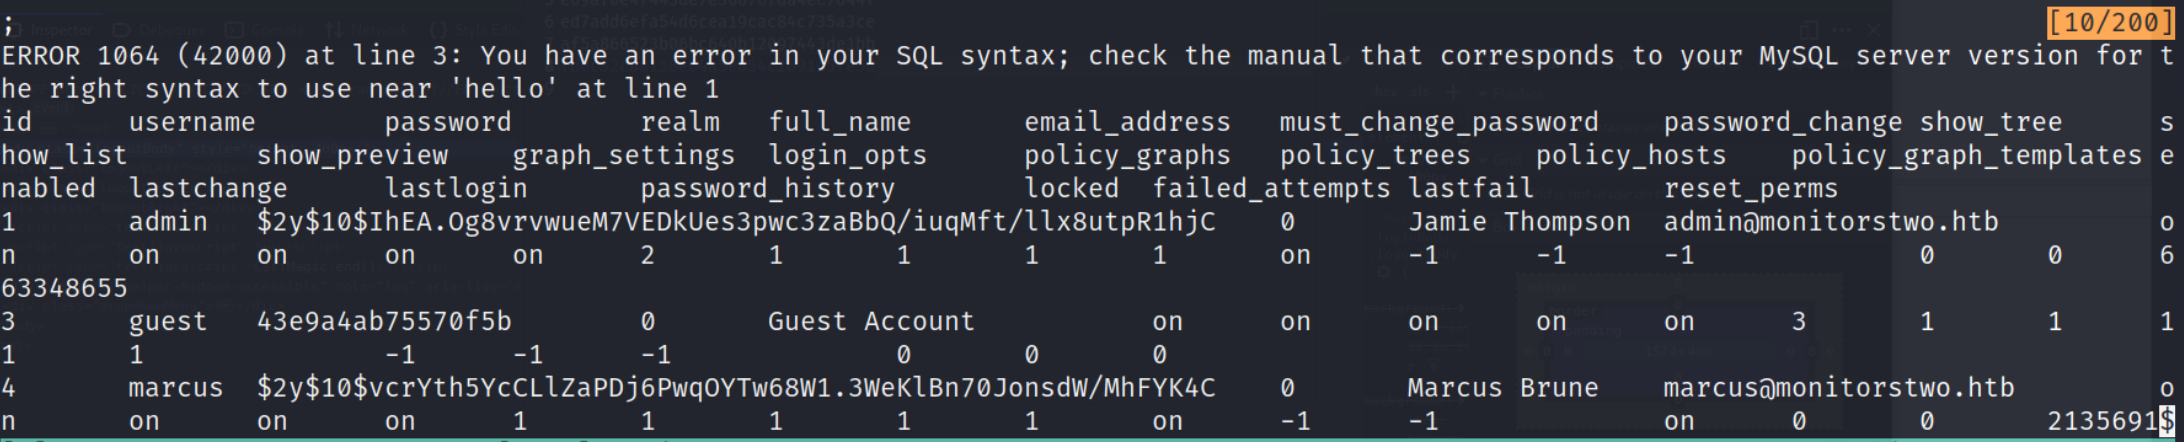 ;	[10/200]
ERROR 1064 (42000) at line 3: You have an error in your SQL syntax; check the manual that corresponds to your MySQL server version for t
he right syntax to use near 'hello' at line 1
id	username	password	realm	full_name	email_address	must_change_password	password_change	show_tree	s
how_list	show_preview	graph_settings	login_opts	policy_graphs	policy_trees	policy_hosts	policy_graph_templates	e
nabled	lastchange	lastlogin	password_history	locked	failed_attempts	lastfail	reset_perms
1	admin	$2y$10$IhEA.Og8vrvwueM7VEDkUes3pwc3zaBbQ/iuqMft/llx8utpR1hjC	0	Jamie Thompson	admin@monitorstwo.htb	o
n	on	on	on	on	2	1	1	1	1	on	-1	-1	-1	0	0	6
63348655
3	guest	43e9a4ab75570f5b	0	Guest Account	on	on	on	on	on	3	1	1	1
1	1	-1	-1	-1	0	0	0
4	marcus	$2y$10$vcrYth5YcCLlZaPDj6PwqOYTw68W1.3WeKlBn70JonsdW/MhFYK4C	0	Marcus Brune	marcus@monitorstwo.htb	o
n	on	on	on	1	1	1	1	1	on	-1	-1	on	0	0	2135691$